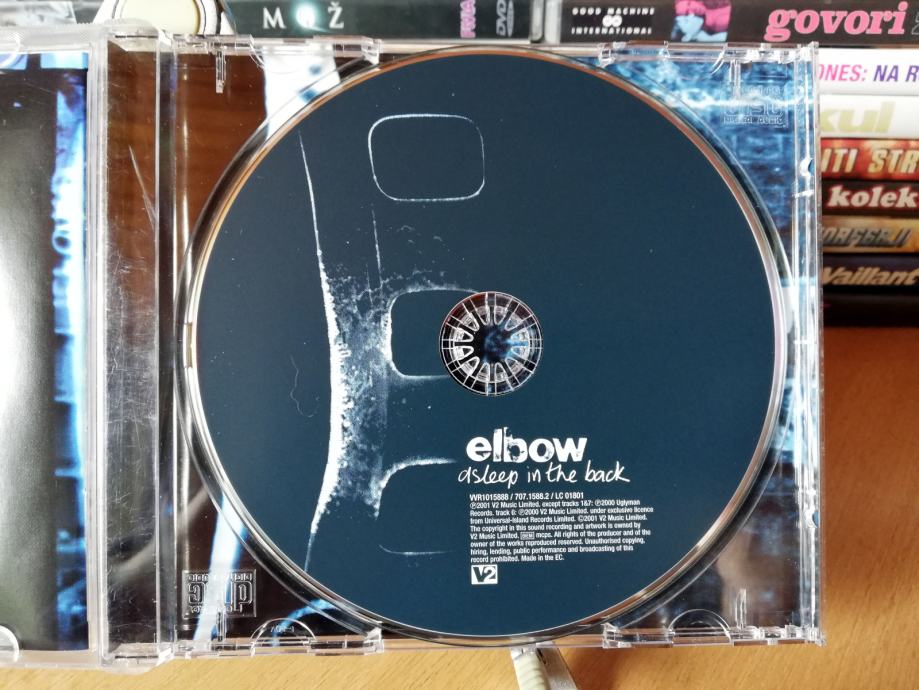 MOŽ
DVD
GOOD MACHINE
INTERNATIONAL
govori
ONES: NA R
kul
ITI STR
kolek
Vaillant
elbow
asleep in the back
VVR1015888 / 707.1588.2 / LC 01801
℗2001 V2 Music Limited. except tracks 1&7: ℗2000 Uglyman
Records. track 6: ℗2000 V2 Music Limited. under exclusive licence
from Universal-Island Records Limited. ©2001 V2 Music Limited.
The copyright in this sound recording and artwork is owned by
V2 Music Limited. BIEM mcps. All rights of the producer and of the
owner of the works reproduced reserved. Unauthorised copying,
hiring, lending, public performance and broadcasting of this
record prohibited. Made in the EC.
V2